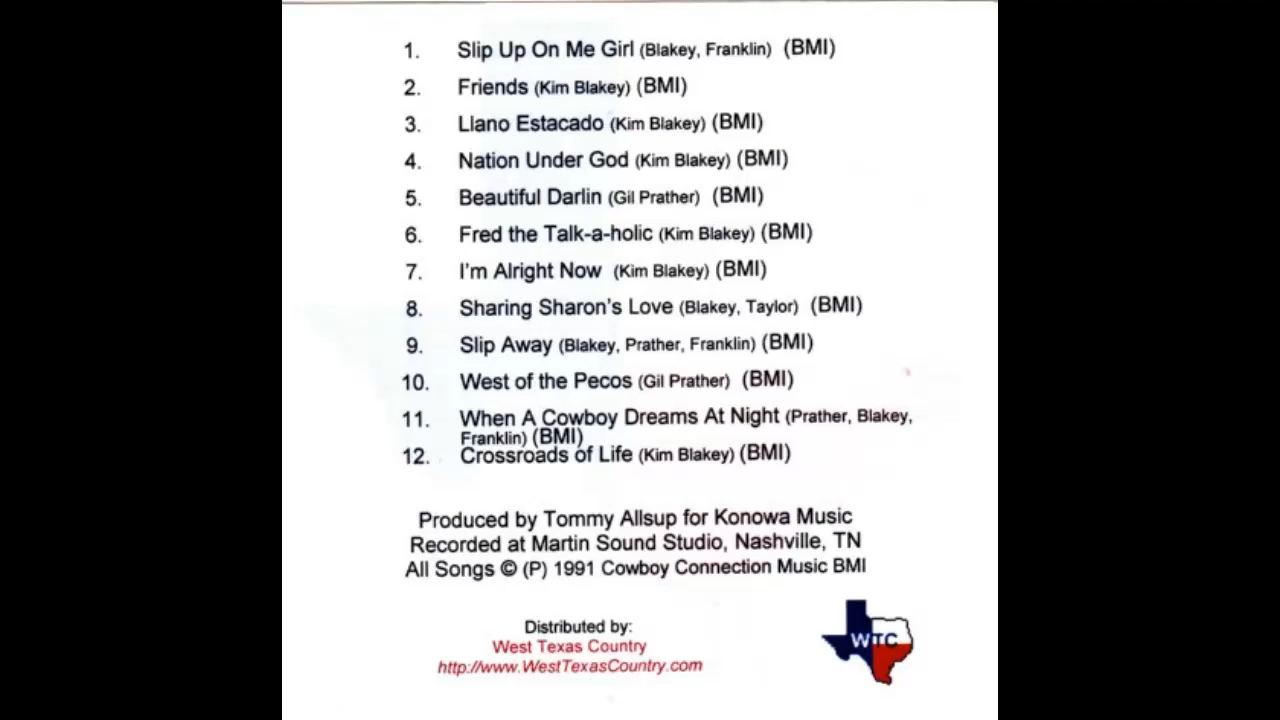 1. Slip Up On Me Girl (Blakey, Franklin) (BMI)
2. Friends (Kim Blakey) (BMI)
3. Llano Estacado (Kim Blakey) (BMI)
4. Nation Under God (Kim Blakey) (BMI)
5. Beautiful Darlin (Gil Prather) (BMI)
6. Fred the Talk-a-holic (Kim Blakey) (BMI)
7. I'm Alright Now (Kim Blakey) (BMI)
8. Sharing Sharon's Love (Blakey, Taylor) (BMI)
9. Slip Away (Blakey, Prather, Franklin) (BMI)
10. West of the Pecos (Gil Prather) (BMI)
11. When A Cowboy Dreams At Night (Prather, Blakey,
Franklin) (BMI)
12. Crossroads of Life (Kim Blakey) (BMI)
Produced by Tommy Allsup for Konowa Music
Recorded at Martin Sound Studio, Nashville, TN
All Songs © (P) 1991 Cowboy Connection Music BMI
Distributed by:
West Texas Country
http://www.WestTexasCountry.com
WTC